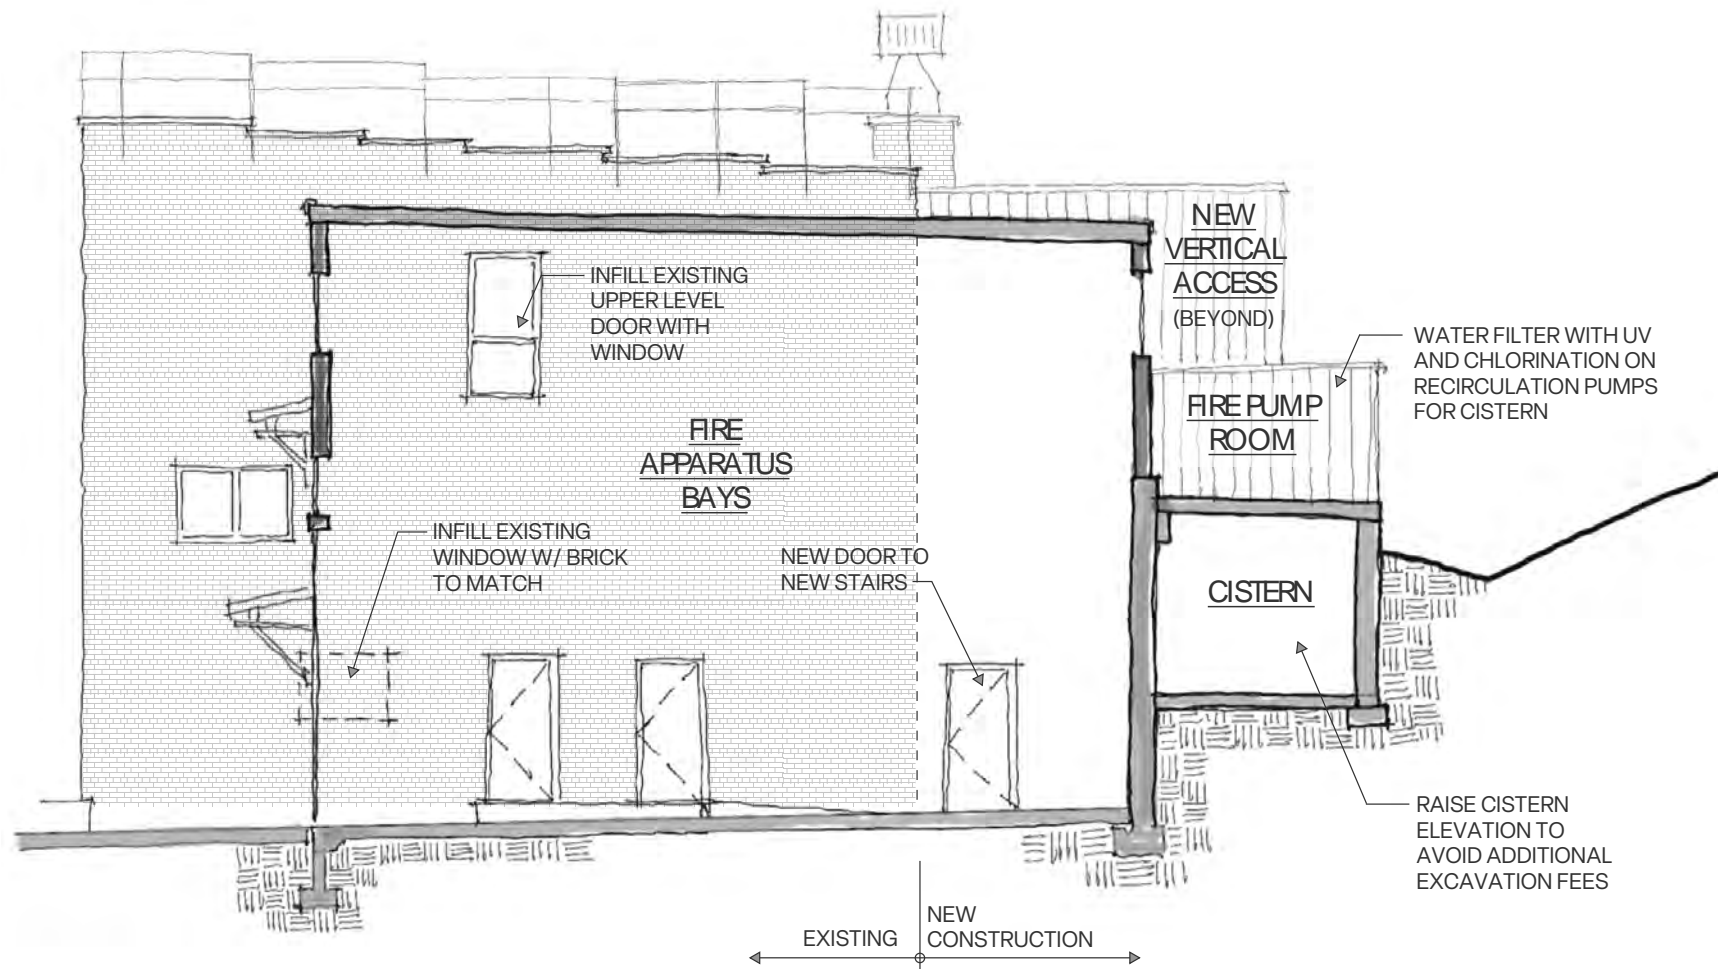 NEW
VERTICAL
ACCESS
(BEYOND)
INFILL EXISTING
UPPER LEVEL
DOOR WITH
WINDOW
WATER FILTER WITH UV
AND CHLORINATION ON
RECIRCULATION PUMPS
FOR CISTERN
FIRE PUMP
ROOM
FIRE
APPARATUS
BAYS
INFILL EXISTING
WINDOW W/ BRICK
TO MATCH
NEW DOOR TO
NEW STAIRS
CISTERN
RAISE CISTERN
ELEVATION TO
AVOID ADDITIONAL
EXCAVATION FEES
EXISTING
NEW
CONSTRUCTION